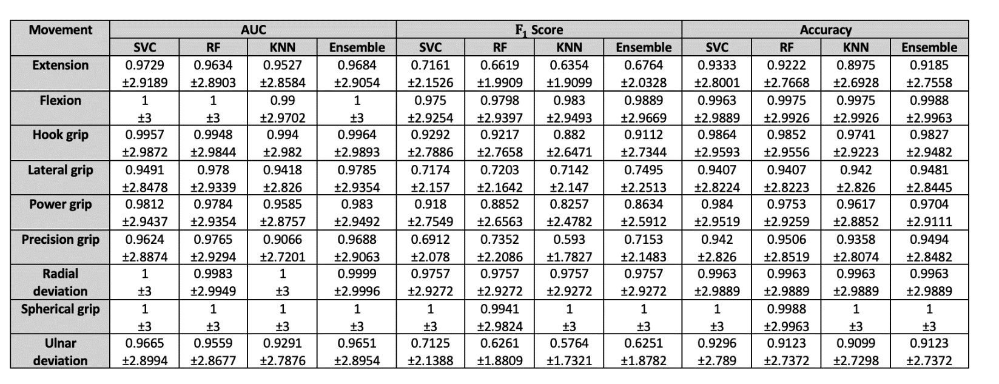 Movement AUC F₁ Score Accuracy
SVC RF KNN Ensemble SVC RF KNN Ensemble SVC RF KNN Ensemble
Extension 0.9729 0.9634 0.9527 0.9684 0.7161 0.6619 0.6354 0.6764 0.9333 0.9222 0.8975 0.9185
±2.9189 ±2.8903 ±2.8584 ±2.9054 ±2.1526 ±1.9909 ±1.9099 ±2.0328 ±2.8001 ±2.7668 ±2.6928 ±2.7558
Flexion 1 1 0.99 1 0.975 0.9798 0.983 0.9889 0.9963 0.9975 0.9975 0.9988
±3 ±3 ±2.9702 ±3 ±2.9254 ±2.9397 ±2.9493 ±2.9669 ±2.9889 ±2.9926 ±2.9926 ±2.9963
Hook grip 0.9957 0.9948 0.994 0.9964 0.9292 0.9217 0.882 0.9112 0.9864 0.9852 0.9741 0.9827
±2.9872 ±2.9844 ±2.982 ±2.9893 ±2.7886 ±2.7658 ±2.6471 ±2.7344 ±2.9593 ±2.9556 ±2.9223 ±2.9482
Lateral grip 0.9491 0.978 0.9418 0.9785 0.7174 0.7203 0.7142 0.7495 0.9407 0.9407 0.942 0.9481
±2.8478 ±2.9339 ±2.826 ±2.9354 ±2.157 ±2.1642 ±2.147 ±2.2513 ±2.8224 ±2.8223 ±2.826 ±2.8445
Power grip 0.9812 0.9784 0.9585 0.983 0.918 0.8852 0.8257 0.8634 0.984 0.9753 0.9617 0.9704
±2.9437 ±2.9354 ±2.8757 ±2.9492 ±2.7549 ±2.6563 ±2.4782 ±2.5912 ±2.9519 ±2.9259 ±2.8852 ±2.9111
Precision grip 0.9624 0.9765 0.9066 0.9688 0.6912 0.7352 0.593 0.7153 0.942 0.9506 0.9358 0.9494
±2.8874 ±2.9294 ±2.7201 ±2.9063 ±2.078 ±2.2086 ±1.7827 ±2.1483 ±2.826 ±2.8519 ±2.8074 ±2.8482
Radial 1 0.9983 1 0.9999 0.9757 0.9757 0.9757 0.9757 0.9963 0.9963 0.9963 0.9963
deviation ±3 ±2.9949 ±3 ±2.9996 ±2.9272 ±2.9272 ±2.9272 ±2.9272 ±2.9889 ±2.9889 ±2.9889 ±2.9889
Spherical grip 1 1 1 1 1 0.9941 1 1 1 0.9988 1 1
±3 ±3 ±3 ±3 ±3 ±2.9824 ±3 ±3 ±3 ±2.9963 ±3 ±3
Ulnar 0.9665 0.9559 0.9291 0.9651 0.7125 0.6261 0.5764 0.6251 0.9296 0.9123 0.9099 0.9123
deviation ±2.8994 ±2.8677 ±2.7876 ±2.8954 ±2.1388 ±1.8809 ±1.7321 ±1.8782 ±2.789 ±2.7372 ±2.7298 ±2.7372